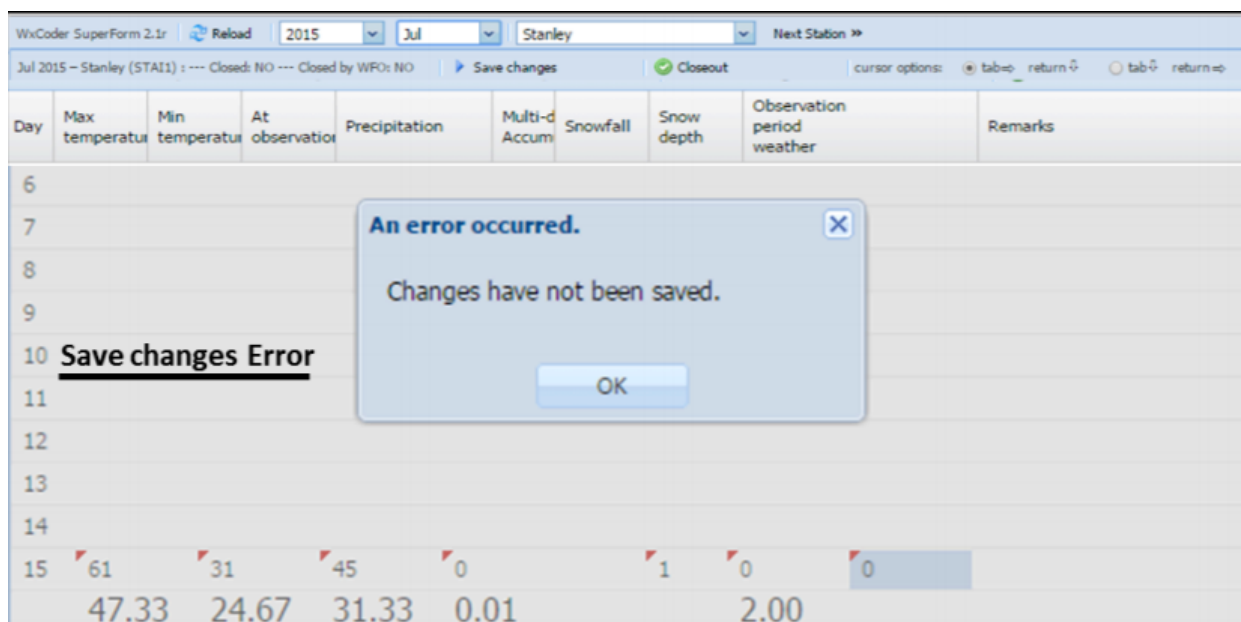 WxCoder SuperForm 2.1r Reload 2015 Jul Stanley Next Station »
Jul 2015 – Stanley (STAI1) : --- Closed: NO --- Closed by WFO: NO Save changes Closeout cursor options: tab⇨ return⇩ tab⇩ return⇨
Day Max temperatur Min temperatur At observation Precipitation Multi-d Accum Snowfall Snow depth Observation period weather Remarks
6
7
An error occurred.
8
Changes have not been saved.
9
10 Save changes Error
OK
11
12
13
14
15 61 31 45 0 1 0 0
47.33 24.67 31.33 0.01 2.00